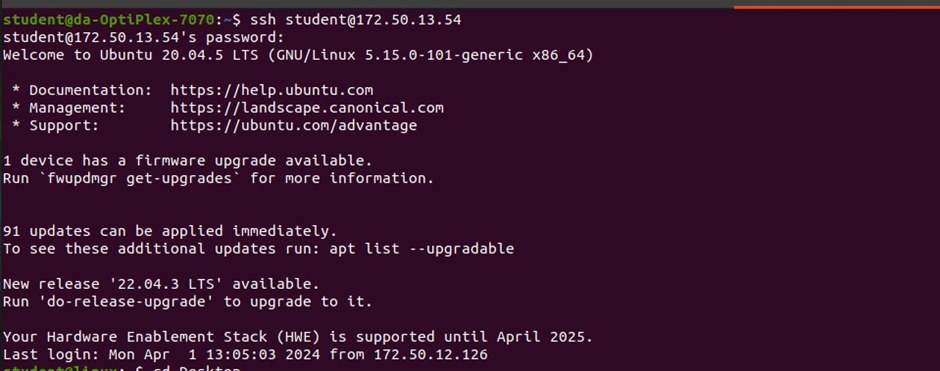 student@da-OptiPlex-7070:~$ ssh student@172.50.13.54
student@172.50.13.54's password:
Welcome to Ubuntu 20.04.5 LTS (GNU/Linux 5.15.0-101-generic x86_64)
* Documentation: https://help.ubuntu.com
* Management: https://landscape.canonical.com
* Support: https://ubuntu.com/advantage
1 device has a firmware upgrade available.
Run `fwupdmgr get-upgrades` for more information.
91 updates can be applied immediately.
To see these additional updates run: apt list --upgradable
New release '22.04.3 LTS' available.
Run 'do-release-upgrade' to upgrade to it.
Your Hardware Enablement Stack (HWE) is supported until April 2025.
Last login: Mon Apr 1 13:05:03 2024 from 172.50.12.126
cd Desktop